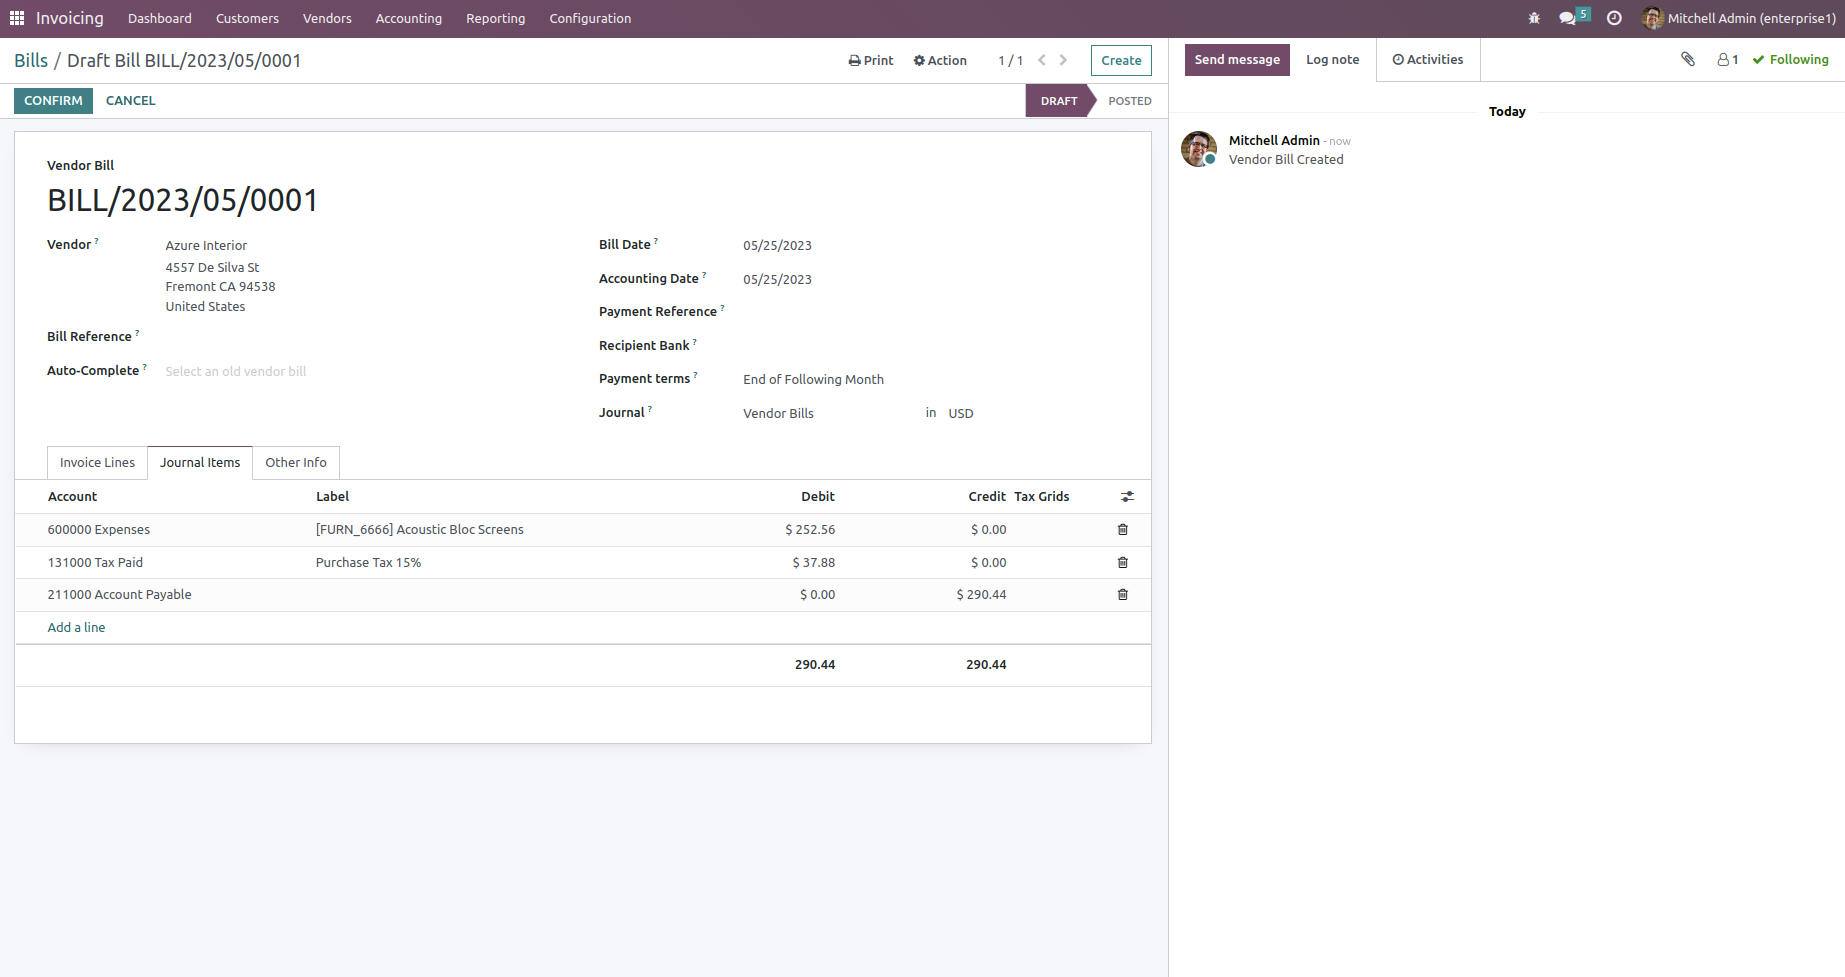 Invoicing Dashboard Customers Vendors Accounting Reporting Configuration 5 Mitchell Admin (enterprise1)
Bills / Draft Bill BILL/2023/05/0001 Print Action 1 / 1 Create
CONFIRM CANCEL DRAFT POSTED
Vendor Bill
BILL/2023/05/0001
Vendor ? Azure Interior
4557 De Silva St
Fremont CA 94538
United States
Bill Reference ?
Auto-Complete ? Select an old vendor bill
Bill Date ? 05/25/2023
Accounting Date ? 05/25/2023
Payment Reference ?
Recipient Bank ?
Payment terms ? End of Following Month
Journal ? Vendor Bills in USD
Invoice Lines Journal Items Other Info
Account Label Debit Credit Tax Grids
600000 Expenses [FURN_6666] Acoustic Bloc Screens $ 252.56 $ 0.00
131000 Tax Paid Purchase Tax 15% $ 37.88 $ 0.00
211000 Account Payable $ 0.00 $ 290.44
Add a line
290.44 290.44
Send message Log note Activities 1 Following
Today
Mitchell Admin - now
Vendor Bill Created